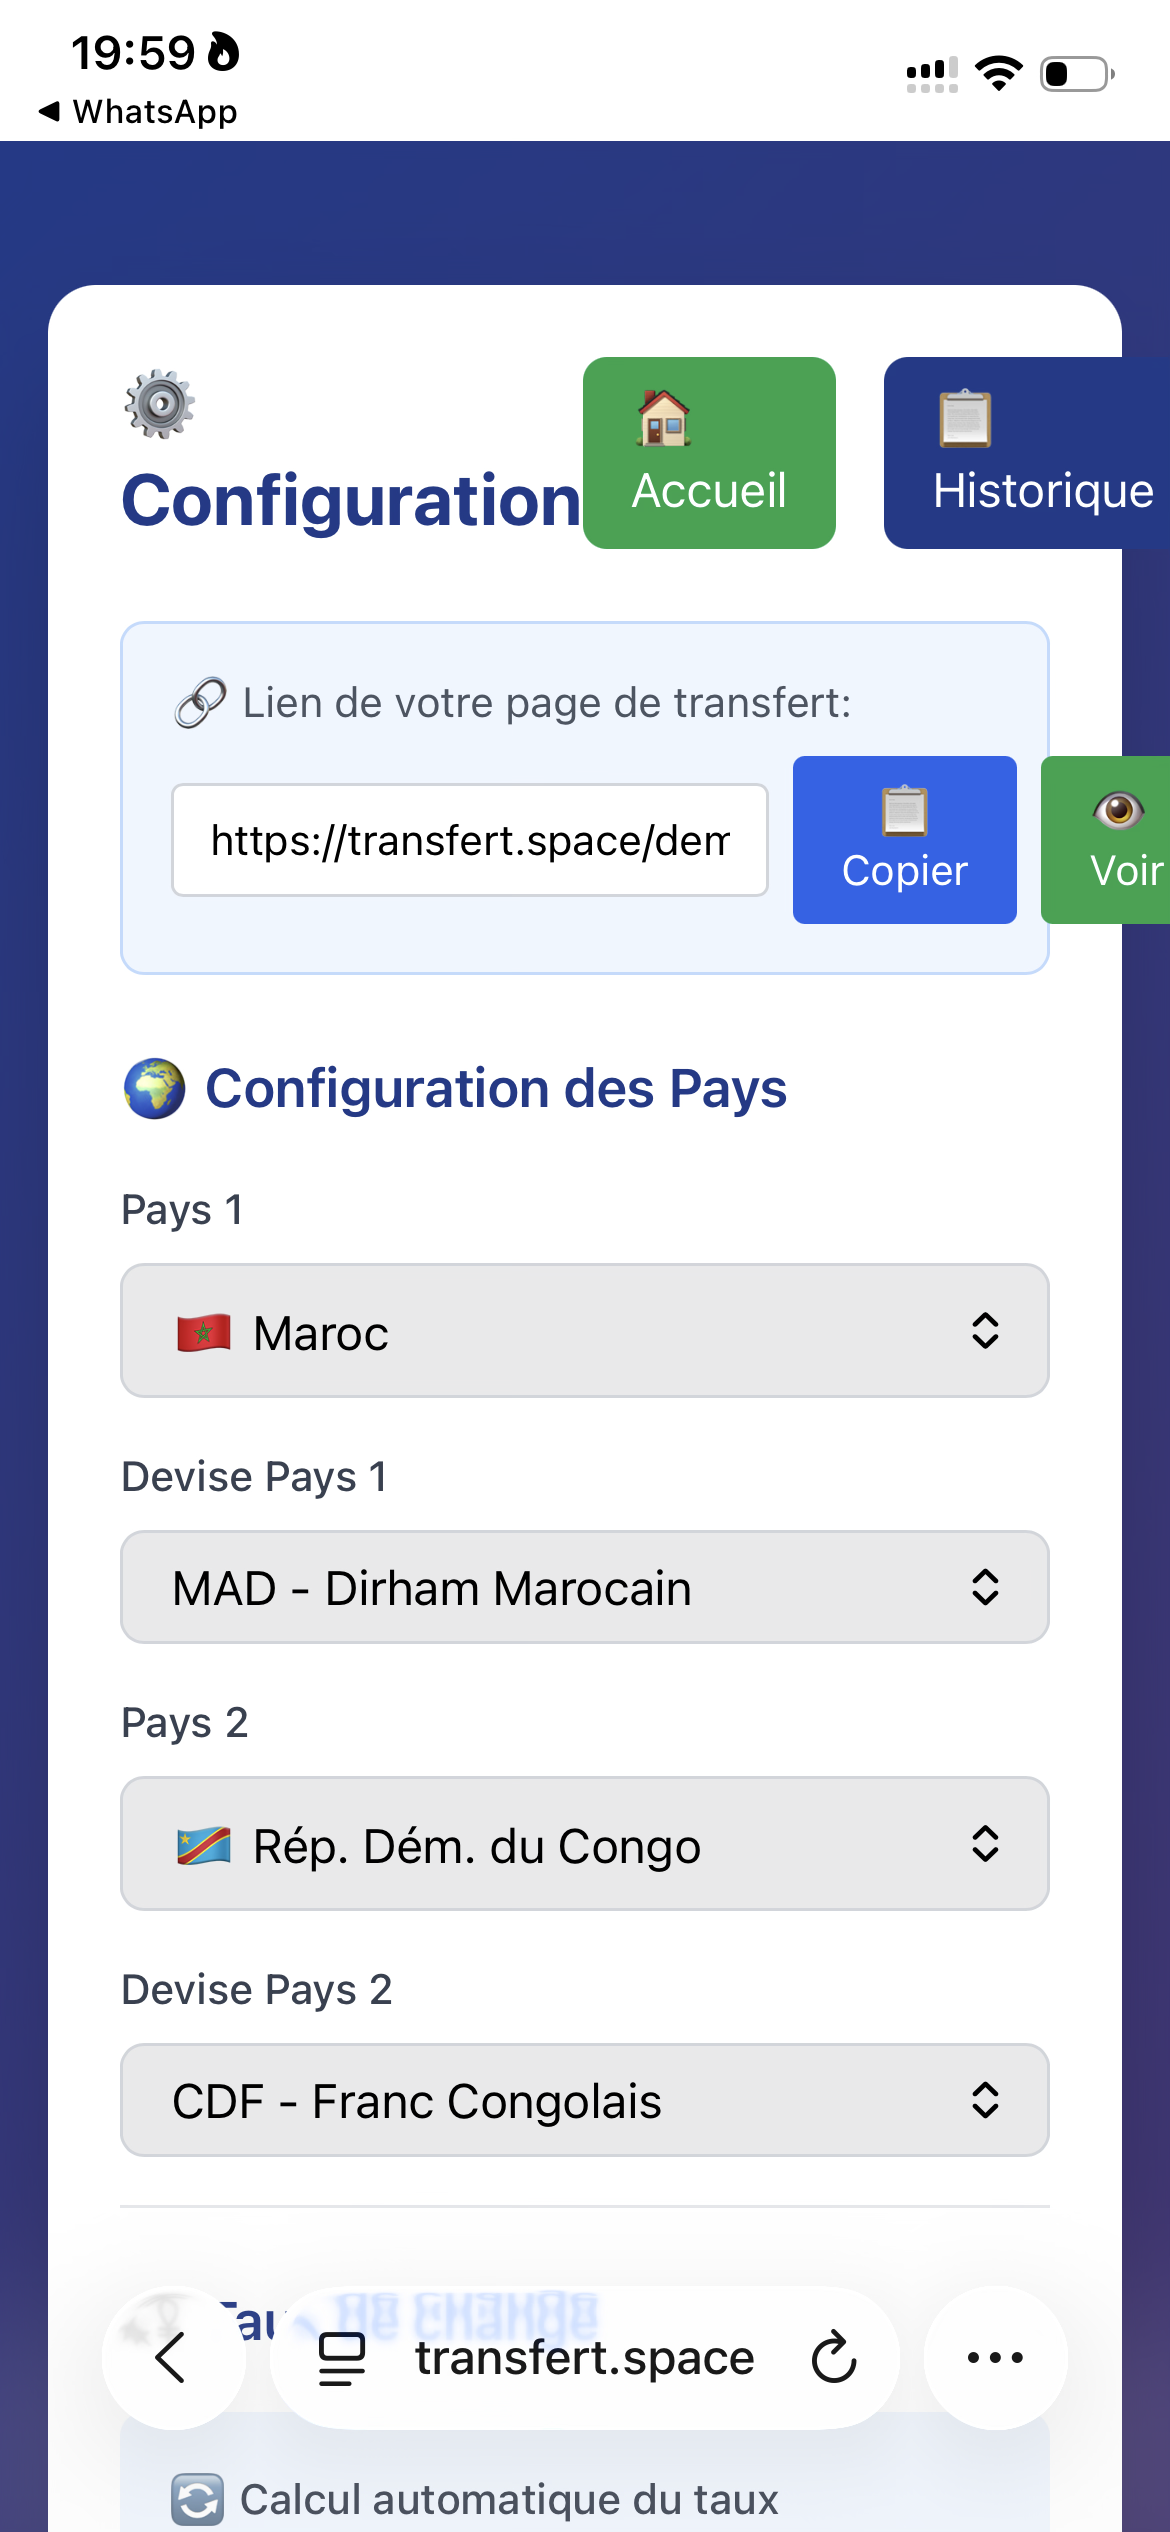 19:59
WhatsApp
Configuration
Accueil
Historique
Lien de votre page de transfert:
https://transfert.space/dem
Copier
Voir
Configuration des Pays
Pays 1
Maroc
Devise Pays 1
MAD - Dirham Marocain
Pays 2
Rép. Dém. du Congo
Devise Pays 2
CDF - Franc Congolais
transfert.space
Calcul automatique du taux